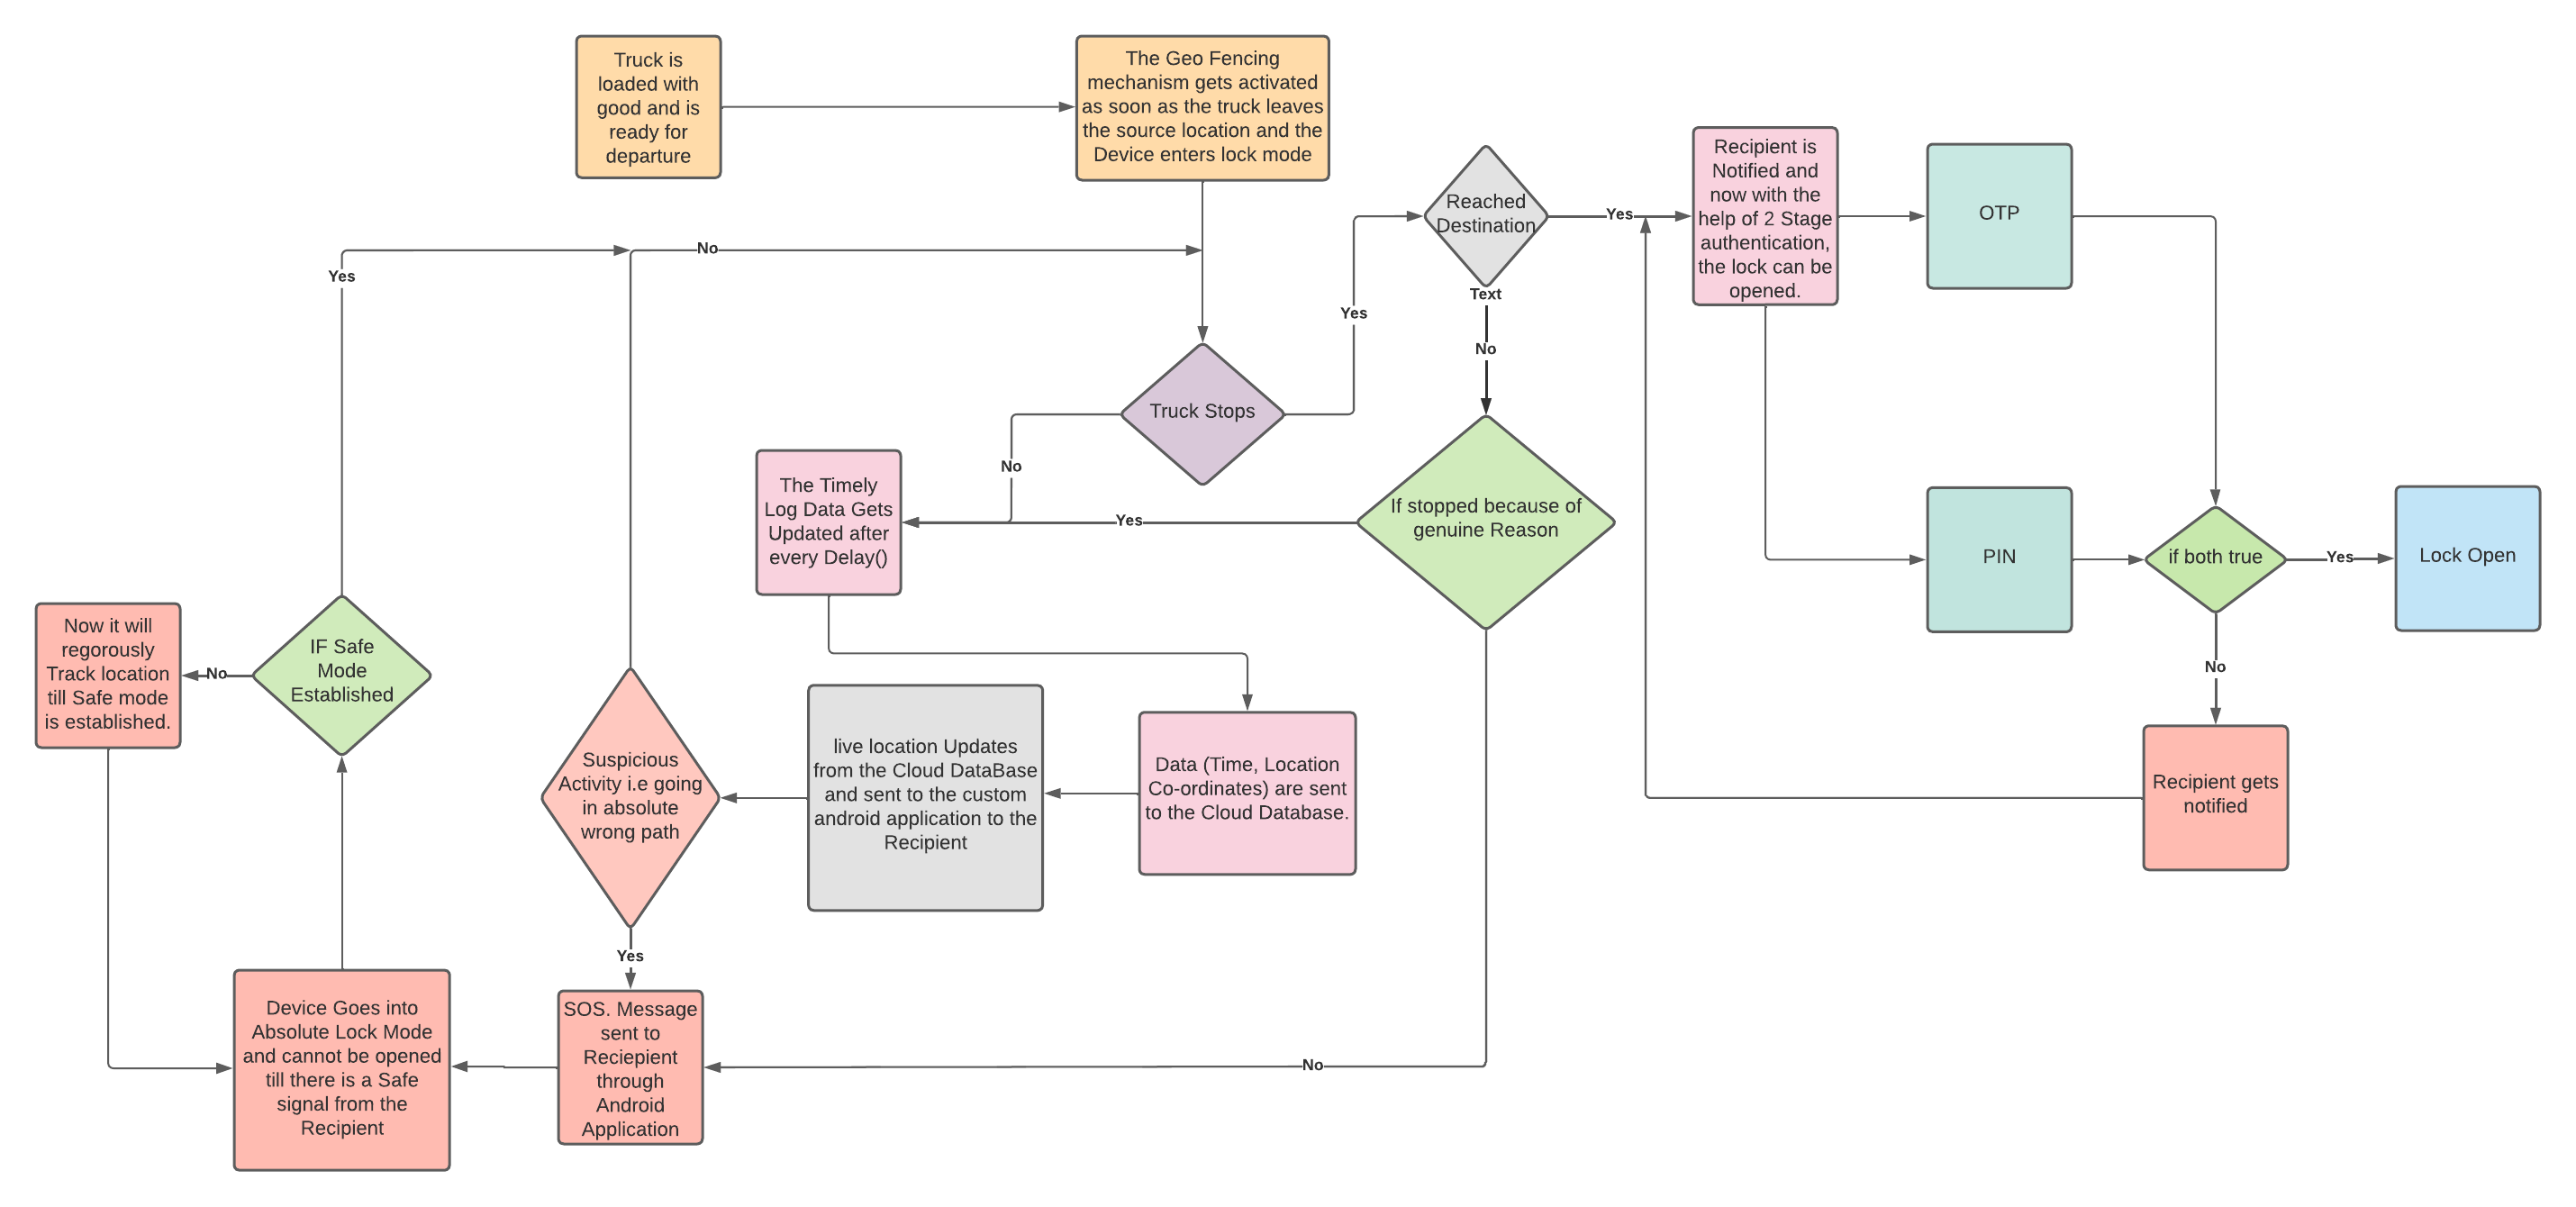 Truck is
loaded with
good and is
ready for
departure
The Geo Fencing
mechanism gets activated
as soon as the truck leaves
the source location and the
Device enters lock mode
Reached
Destination
Yes
Recipient is
Notified and
now with the
help of 2 Stage
authentication,
the lock can be
opened.
OTP
No
Yes
Text
No
Yes
Truck Stops
No
The Timely
Log Data Gets
Updated after
every Delay()
Yes
If stopped because of
genuine Reason
PIN
if both true
Yes
Lock Open
Now it will
regorously
Track location
till Safe mode
is established.
No
IF Safe
Mode
Established
No
Suspicious
Activity i.e going
in absolute
wrong path
live location Updates
from the Cloud DataBase
and sent to the custom
android application to the
Recipient
Data (Time, Location
Co-ordinates) are sent
to the Cloud Database.
Recipient gets
notified
Yes
Device Goes into
Absolute Lock Mode
and cannot be opened
till there is a Safe
signal from the
Recipient
SOS. Message
sent to
Reciepient
through
Android
Application
No